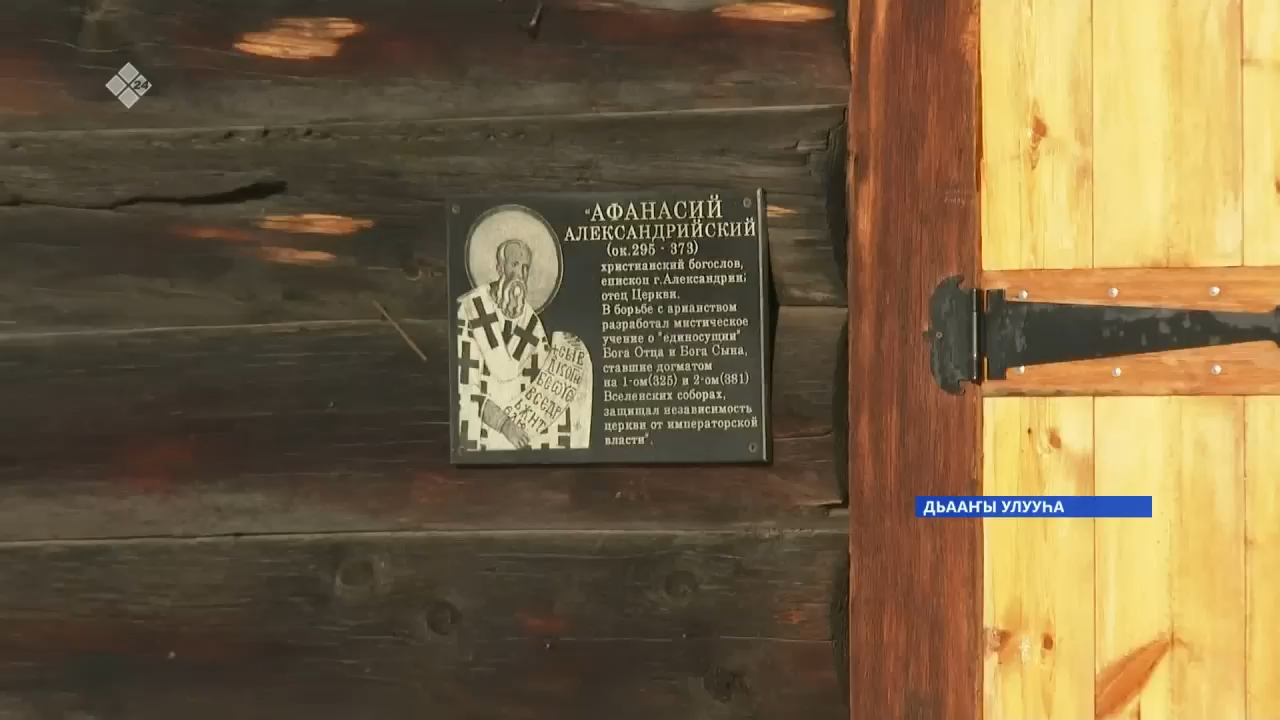 24
"АФАНАСИЙ
АЛЕКСАНДРИЙСКИЙ
(ок.295 - 373)
христианский богослов,
епископ г.Александрии,
отец Церкви.
В борьбе с арианством
разработал мистическое
учение о "единосущии"
Бога Отца и Бога Сына,
ставшие догматом
на 1-ом(325) и 2-ом(381)
Вселенских соборах,
защищал независимость
церкви от императорской
власти".
ДЬААҤЫ УЛУУҺА